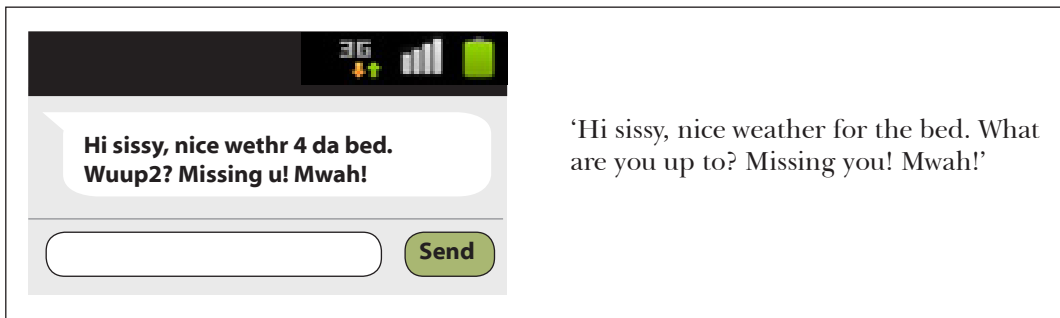 3G
Hi sissy, nice wethr 4 da bed.
Wuup2? Missing u! Mwah!
Send
‘Hi sissy, nice weather for the bed. What
are you up to? Missing you! Mwah!’